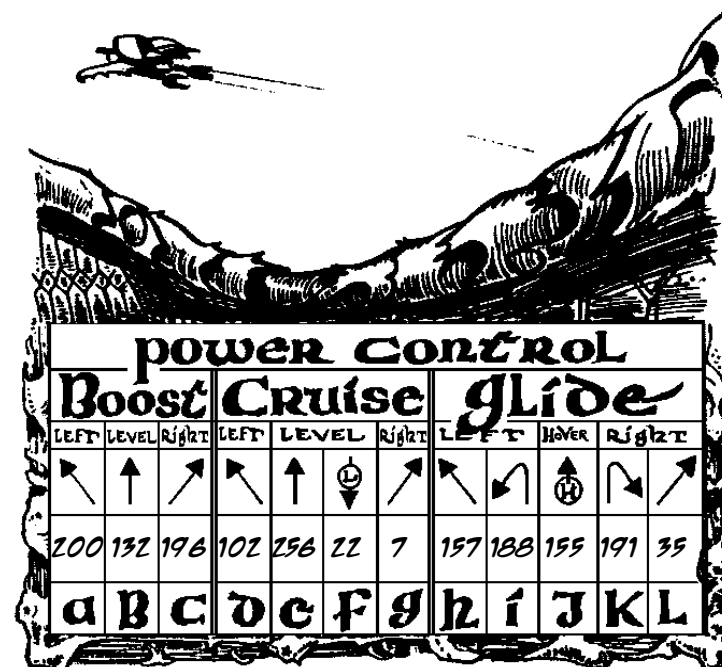 Power Control
Boost Cruise Glide
Left Level Right Left Level Right Left Hover Right
L H
200 132 196 102 256 22 7 157 188 155 191 35
a B C D e F g h i J K L